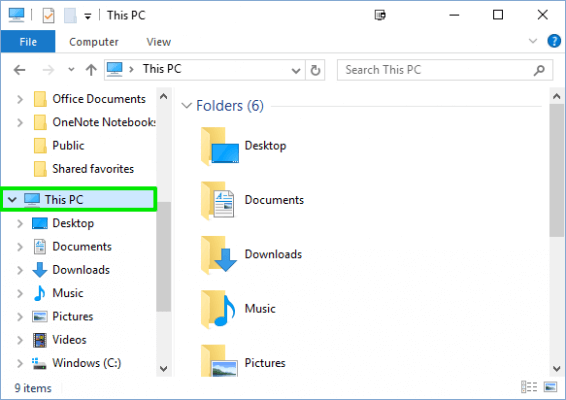 This PC
File
Computer
View
This PC
Search This PC
Office Documents
OneNote Notebooks
Public
Shared favorites
This PC
Desktop
Documents
Downloads
Music
Pictures
Videos
Windows (C:)
Folders (6)
Desktop
Documents
Downloads
Music
Pictures
9 items